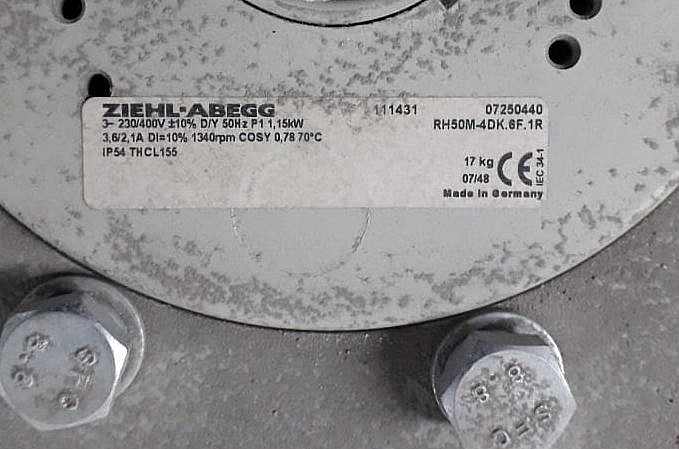 ZIEHL-ABEGG 111431 07250440
3~ 230/400V ±10% D/Y 50Hz P1 1,15kW RH50M-4DK.6F.1R
3,6/2,1A DI=10% 1340rpm COSY 0,78 70°C
IP54 THCL155
17 kg CE
07/48 IEC 34-1
Made in Germany
8.8